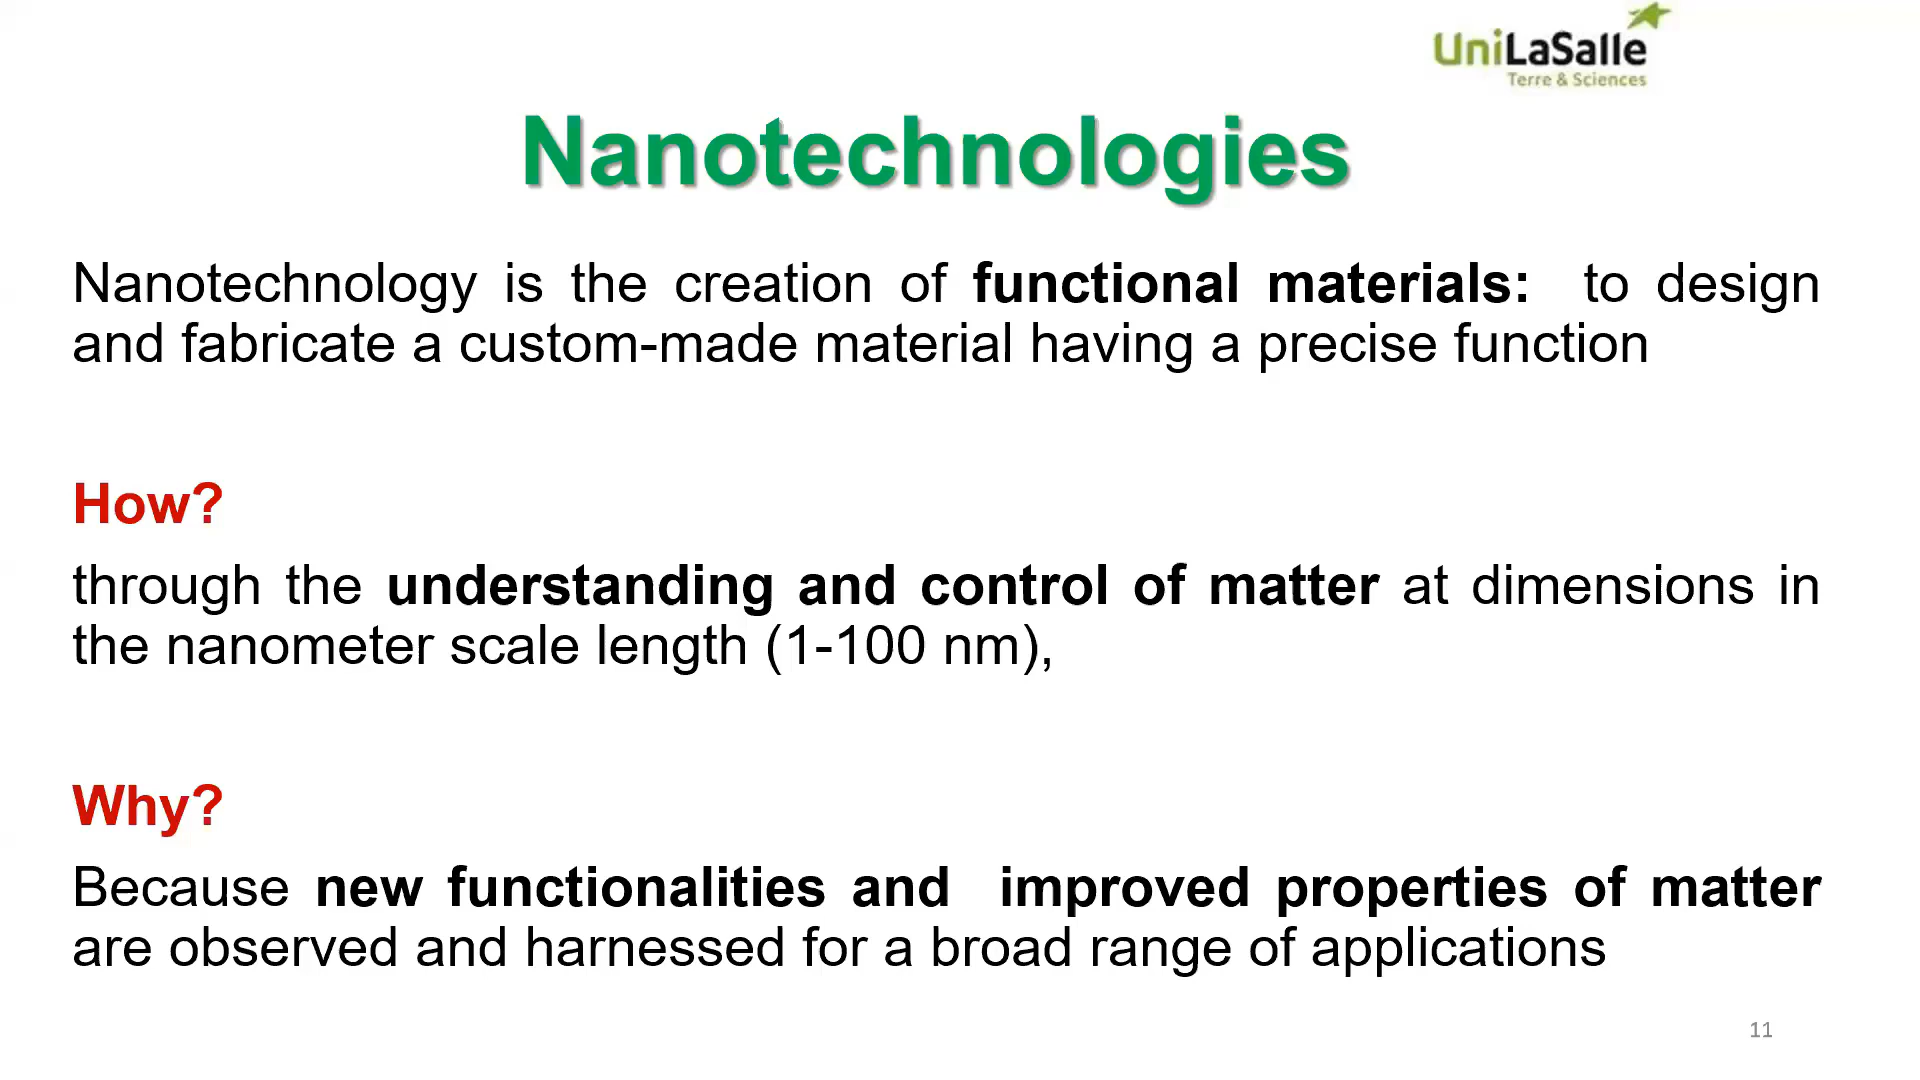 UniLaSalle
Terre & Sciences
Nanotechnologies
Nanotechnology is the creation of functional materials: to design
and fabricate a custom-made material having a precise function
How?
through the understanding and control of matter at dimensions in
the nanometer scale length (1-100 nm),
Why?
Because new functionalities and improved properties of matter
are observed and harnessed for a broad range of applications
11